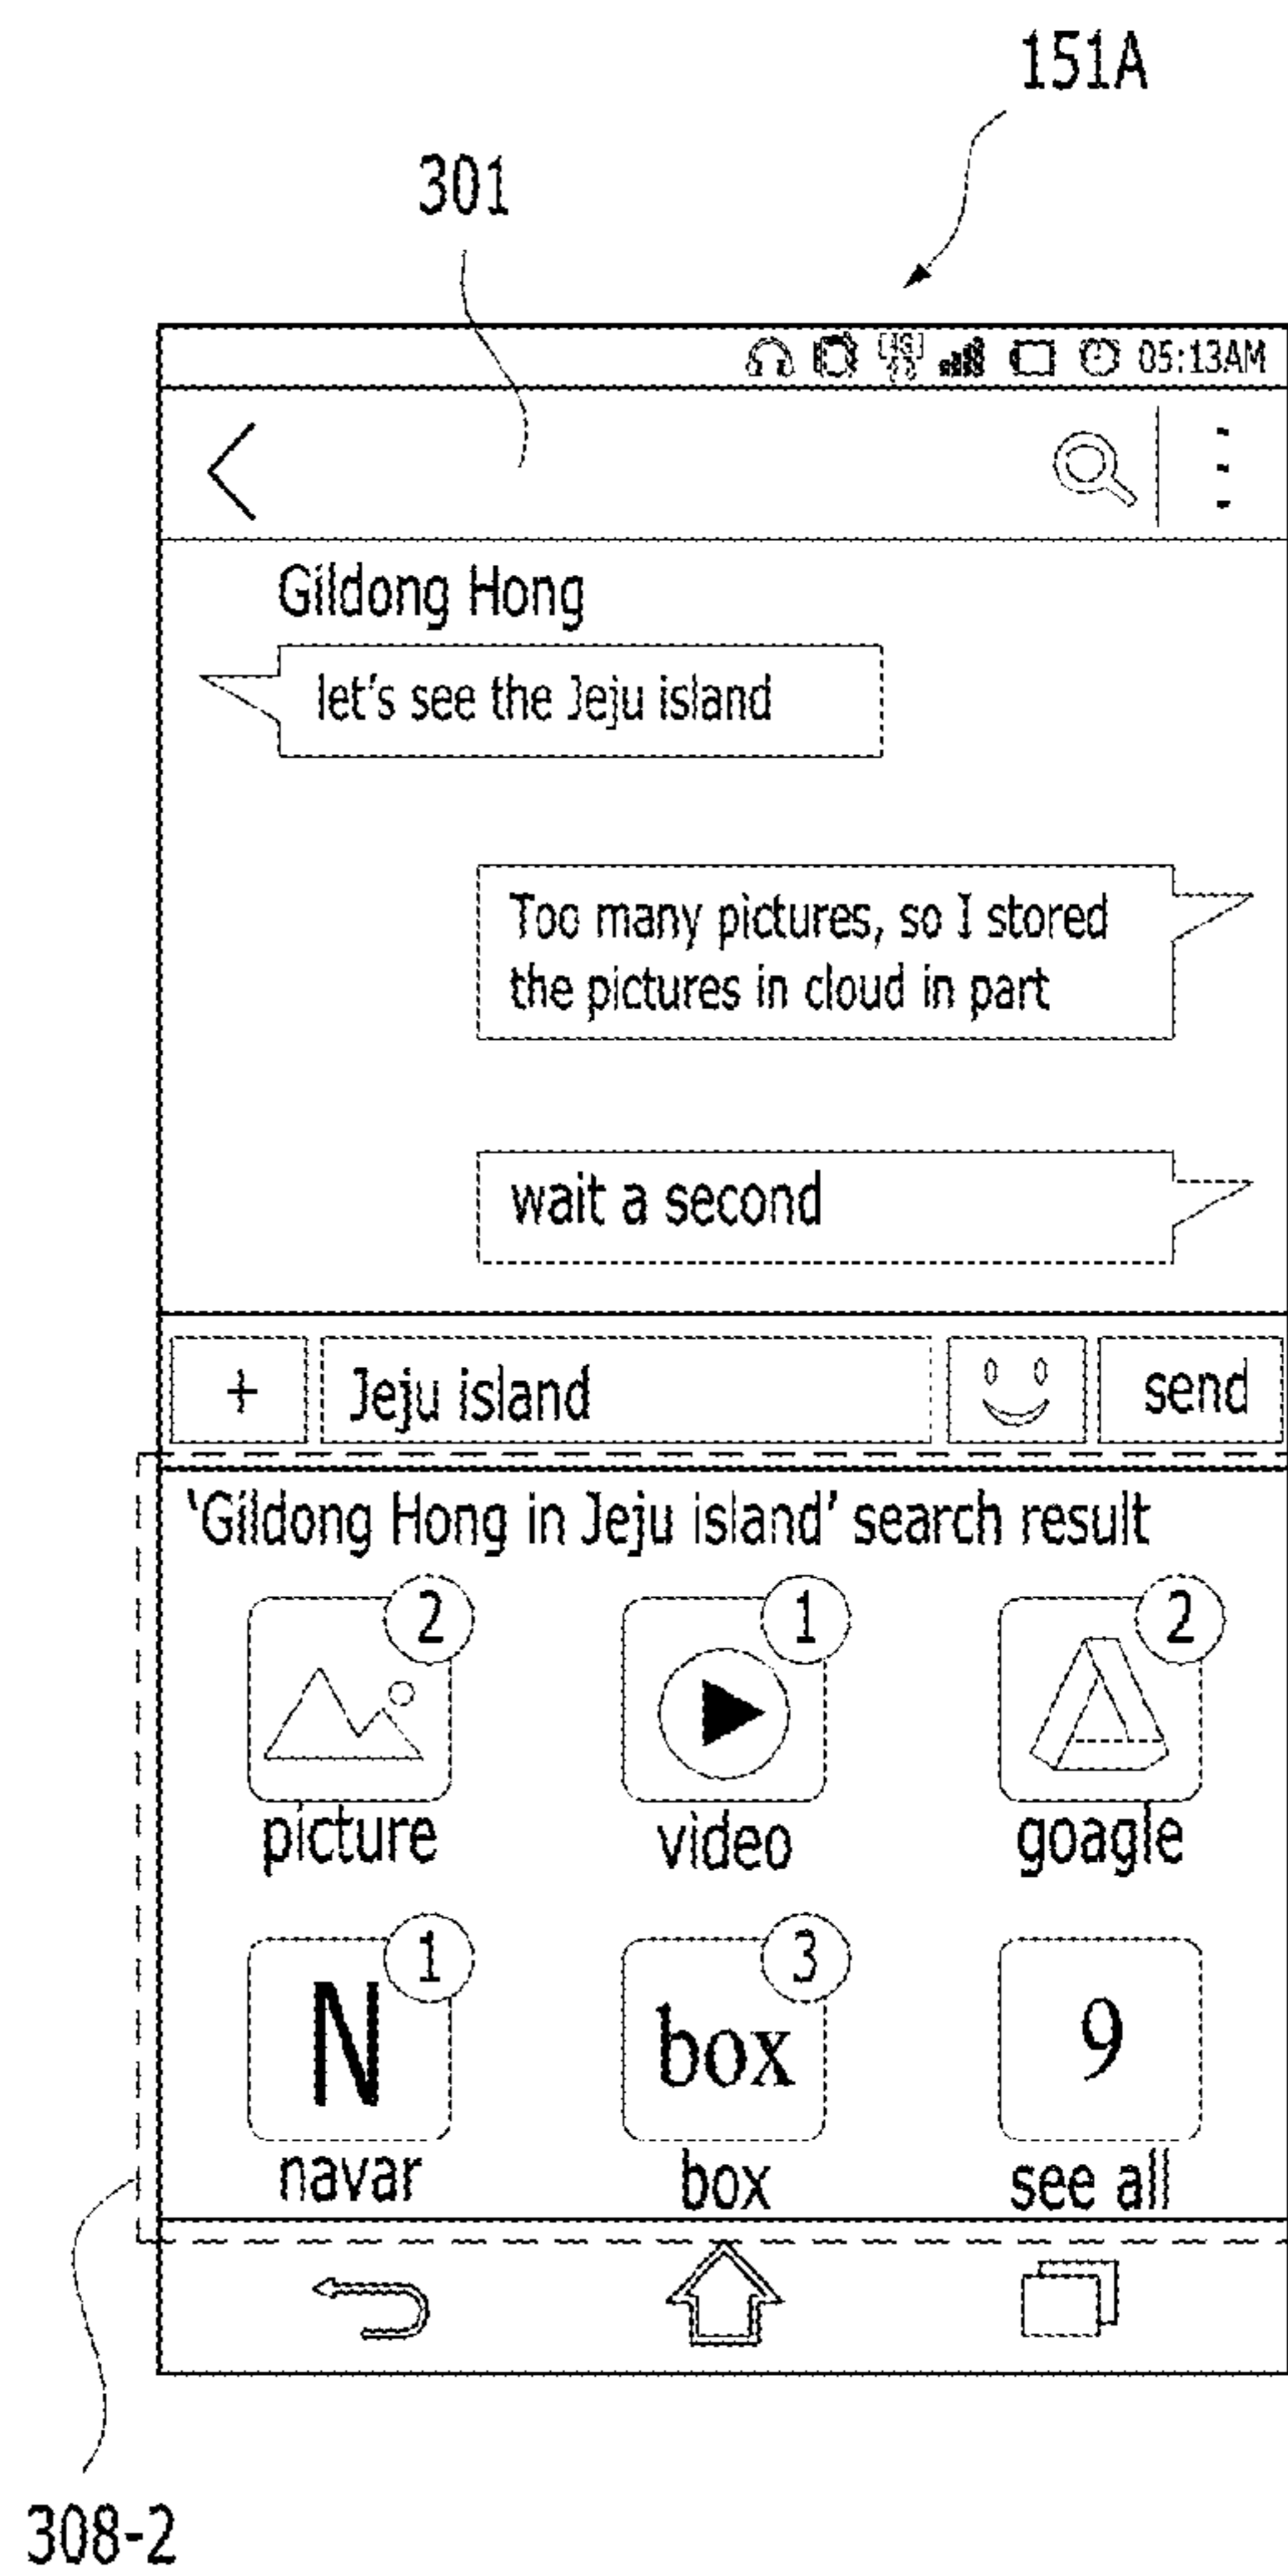 151A
301
05:13AM
Gildong Hong
let's see the Jeju island
Too many pictures, so I stored
the pictures in cloud in part
wait a second
+ Jeju island send
'Gildong Hong in Jeju island' search result
2 1 2
picture video goagle
1 3
N box 9
navar box see all
308-2